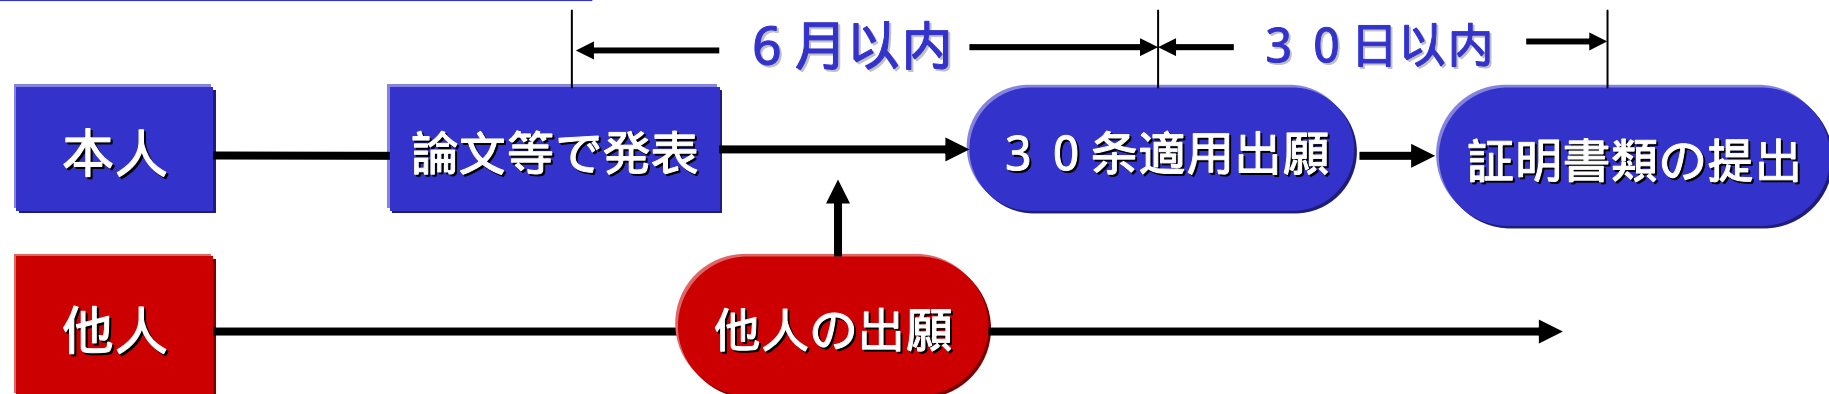 ６月以内
３０日以内
本人
論文等で発表
３０条適用出願
証明書類の提出
他人
他人の出願